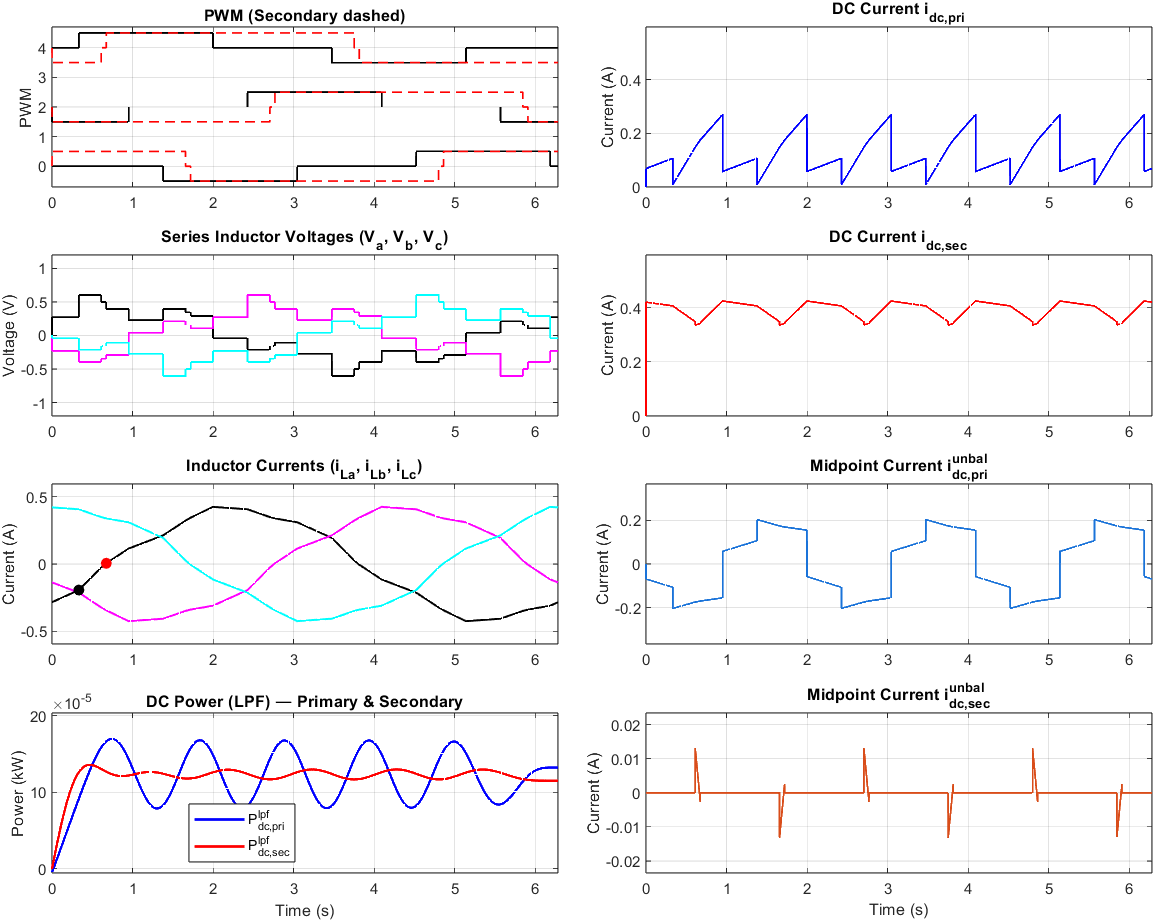 PWM (Secondary dashed)
PWM
4
3
2
1
0
0 1 2 3 4 5 6
DC Current i_dc,pri
Current (A)
0.4
0.2
0
0 1 2 3 4 5 6
Series Inductor Voltages (V_a, V_b, V_c)
Voltage (V)
1
0.5
0
-0.5
-1
0 1 2 3 4 5 6
DC Current i_dc,sec
Current (A)
0.4
0.2
0
0 1 2 3 4 5 6
Inductor Currents (i_La, i_Lb, i_Lc)
Current (A)
0.5
0
-0.5
0 1 2 3 4 5 6
Midpoint Current i_dc,pri^unbal
Current (A)
0.2
0
-0.2
0 1 2 3 4 5 6
DC Power (LPF) — Primary & Secondary
×10^-5
Power (kW)
20
10
0
P_dc,pri^lpf
P_dc,sec^lpf
0 1 2 3 4 5 6
Time (s)
Midpoint Current i_dc,sec^unbal
Current (A)
0.02
0.01
0
-0.01
-0.02
0 1 2 3 4 5 6
Time (s)